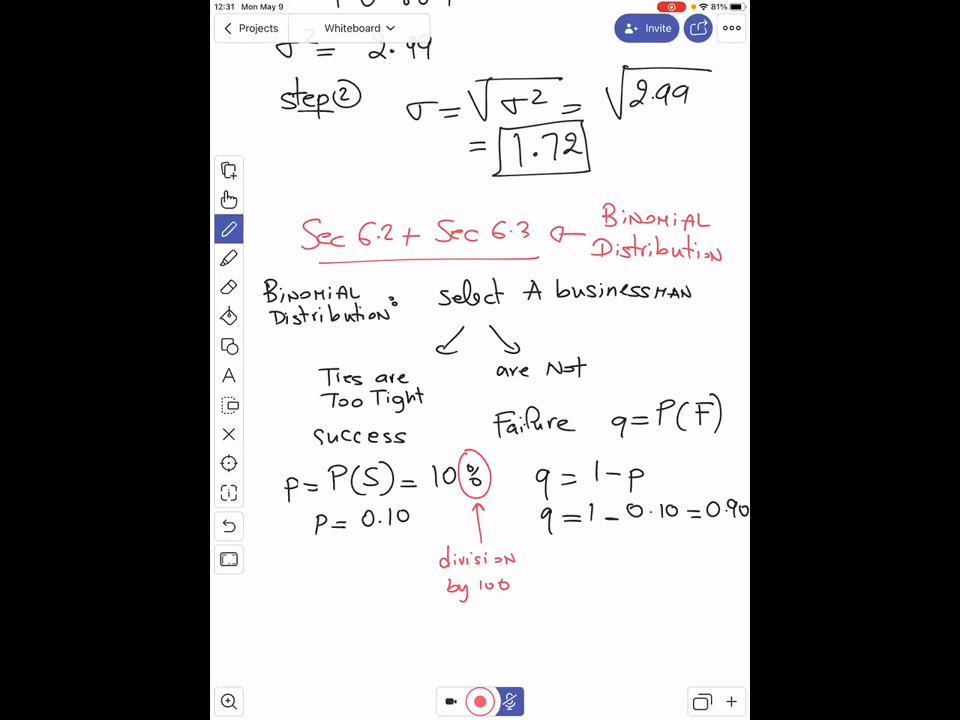 12:31 Mon May 9
81%
Projects
Whiteboard
Invite
σ² = 2.99
step ②
σ = √σ² = √2.99
= 1.72
Sec 6.2 + Sec 6.3 ← BINOMIAL
Distribution
BINOMIAL
Distribution:
select A businessMAN
Ties are
Too Tight
are Not
success
Failure q = P(F)
p = P(S) = 10%
q = 1 - p
p = 0.10
q = 1 - 0.10 = 0.90
division
by 100
A